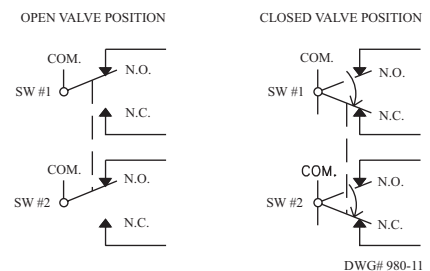 OPEN VALVE POSITION
COM.
N.O.
SW #1
N.C.
COM.
N.O.
SW #2
N.C.
CLOSED VALVE POSITION
COM.
N.O.
SW #1
N.C.
COM.
N.O.
SW #2
N.C.
DWG# 980-11